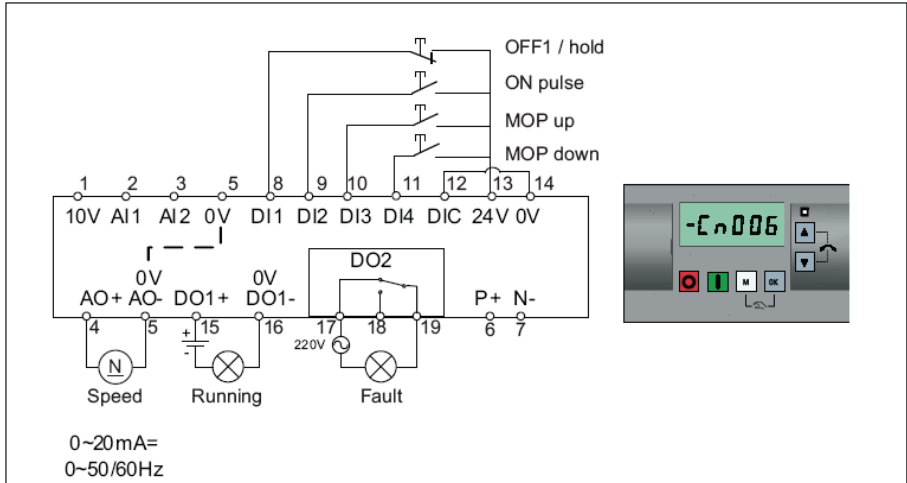 OFF1 / hold
ON pulse
MOP up
MOP down
1 2 3 5 8 9 10 11 12 13 14
10V AI1 AI2 0V DI1 DI2 DI3 DI4 DIC 24V 0V
-Cn006
M OK
DO2
0V 0V
AO+ AO- DO1+ DO1- P+ N-
4 5 15 16 17 18 19 6 7
+
-
220V
N
Speed Running Fault
0~20mA=
0~50/60Hz